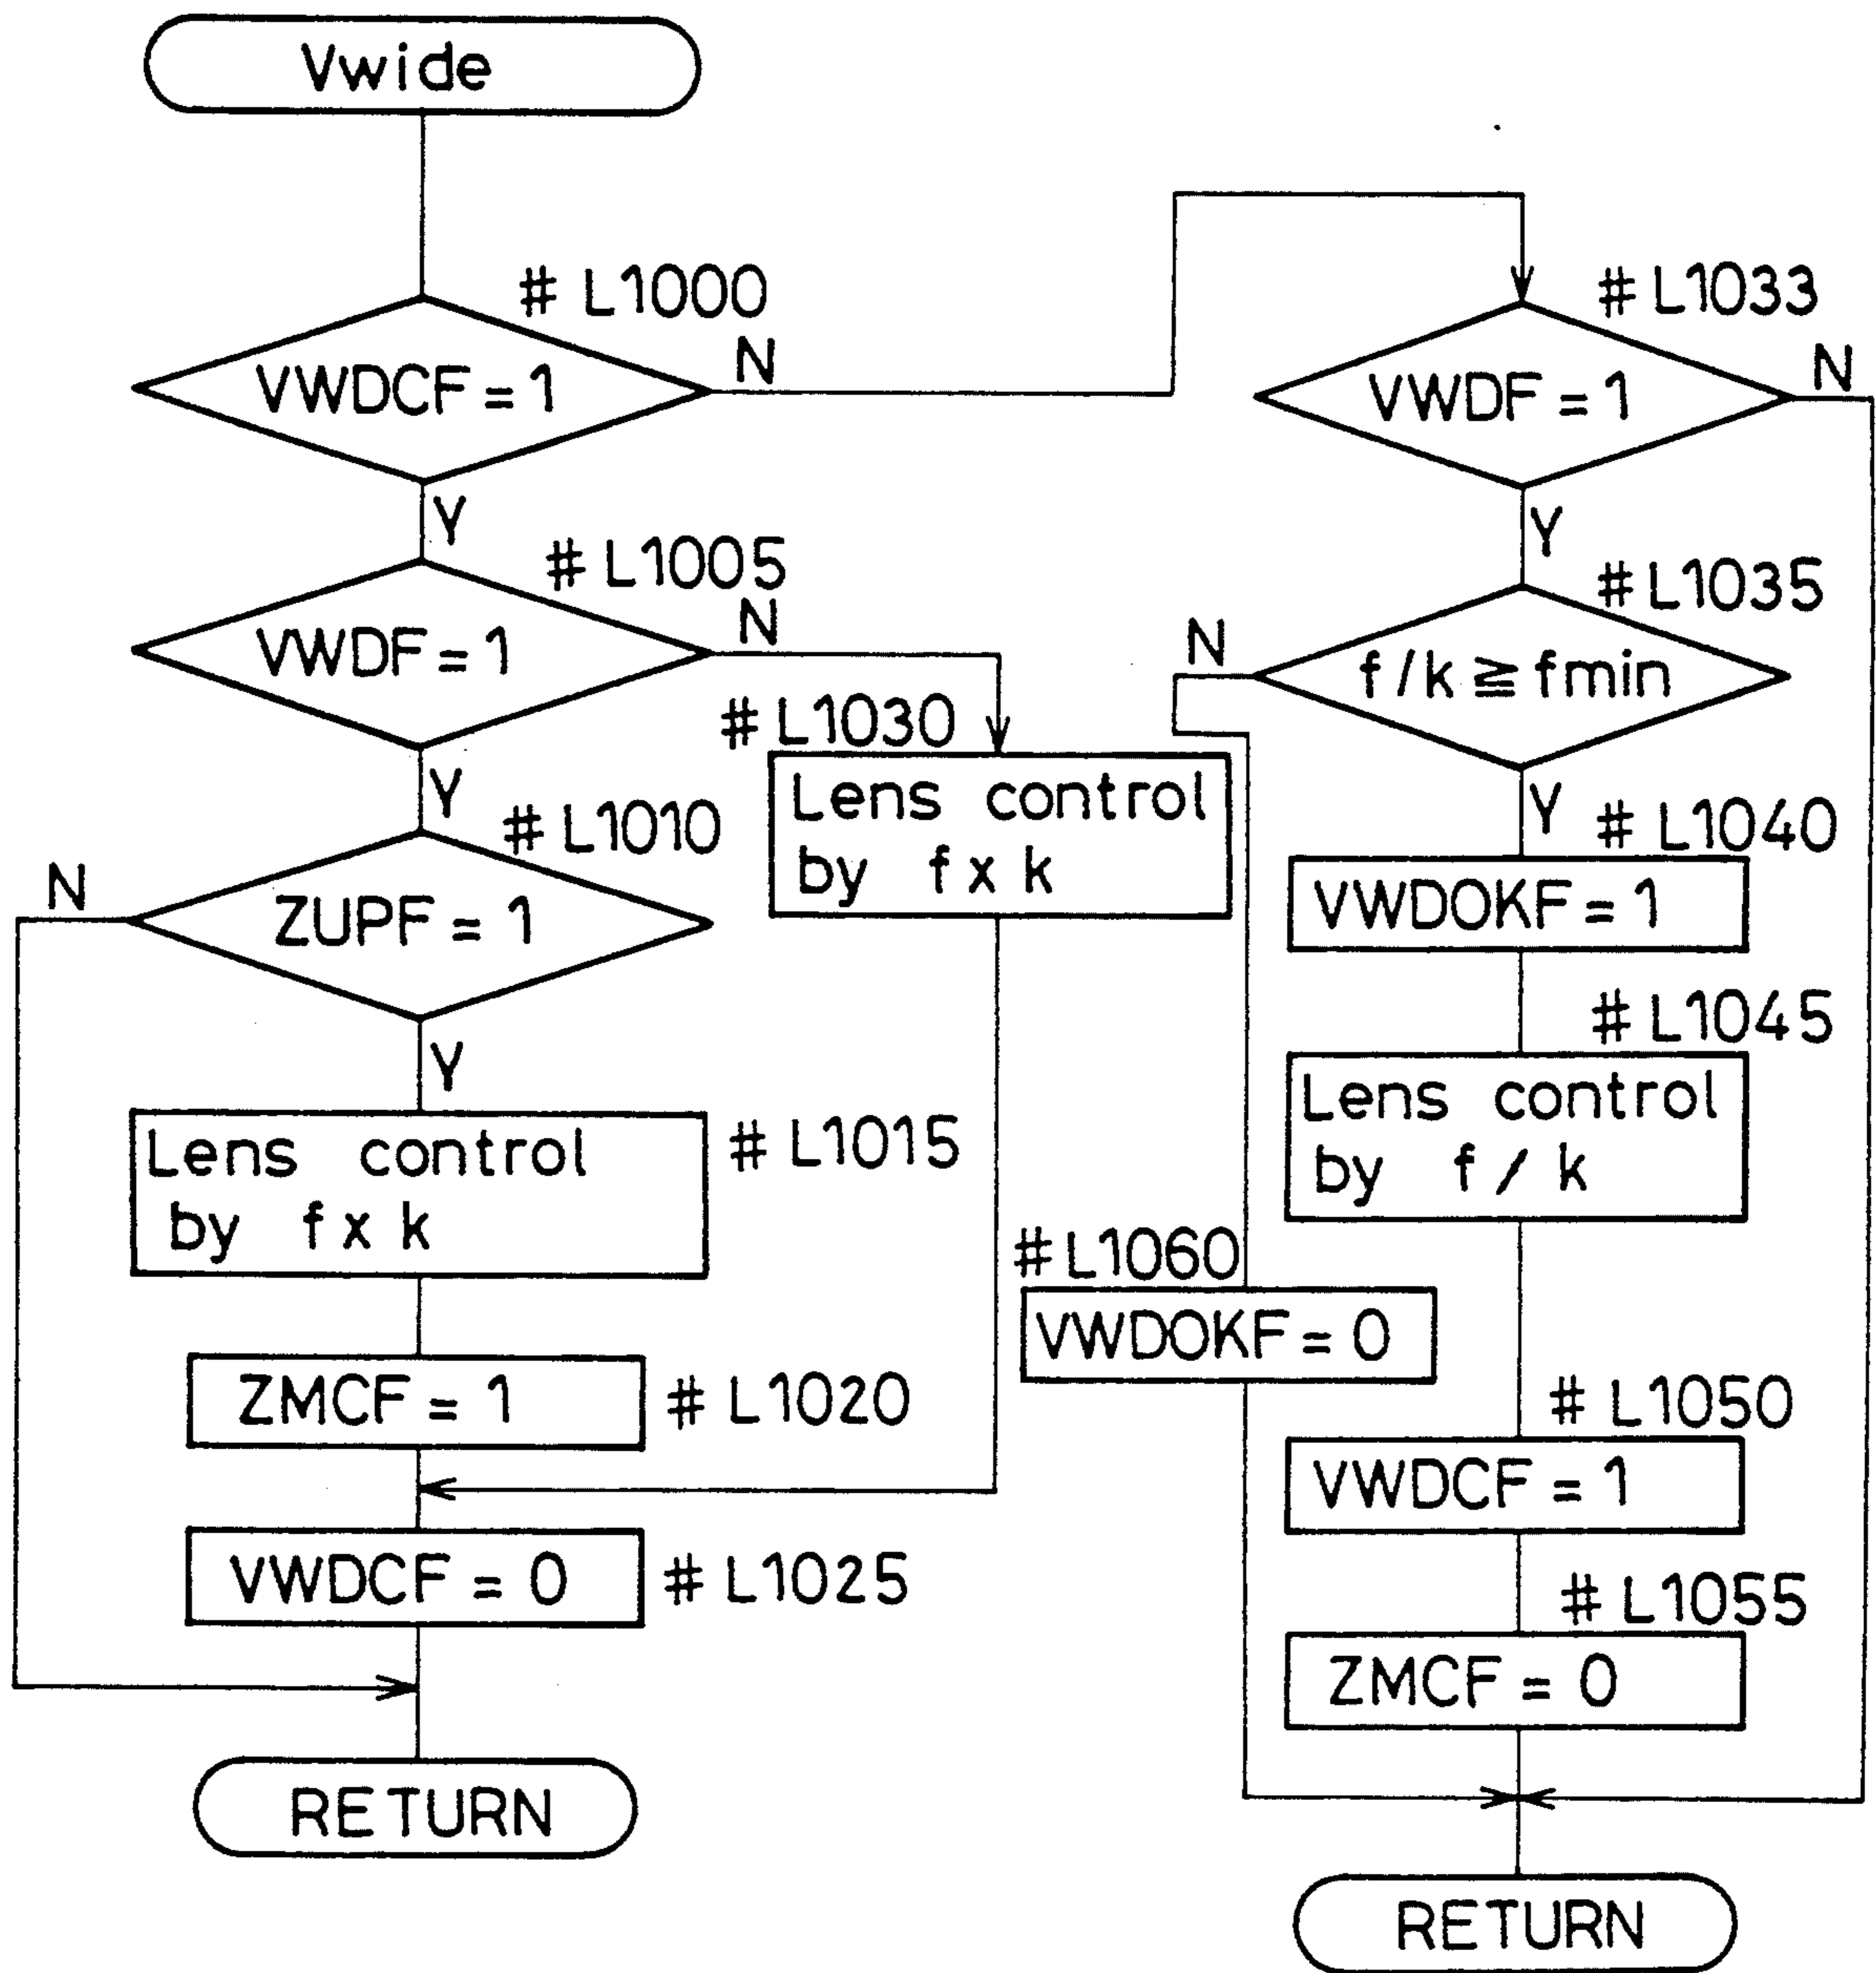 Vwide
# L1000
VWDCF = 1
N
Y
# L1005
VWDF = 1
N
Y
# L1010
ZUPF = 1
N
Y
Lens control
by f x k
# L1015
ZMCF = 1
# L1020
VWDCF = 0
# L1025
RETURN
# L1030
Lens control
by f x k
# L1033
VWDF = 1
N
Y
# L1035
f / k ≧ fmin
N
Y
# L1040
VWDOKF = 1
# L1045
Lens control
by f / k
# L1060
VWDOKF = 0
# L1050
VWDCF = 1
# L1055
ZMCF = 0
RETURN